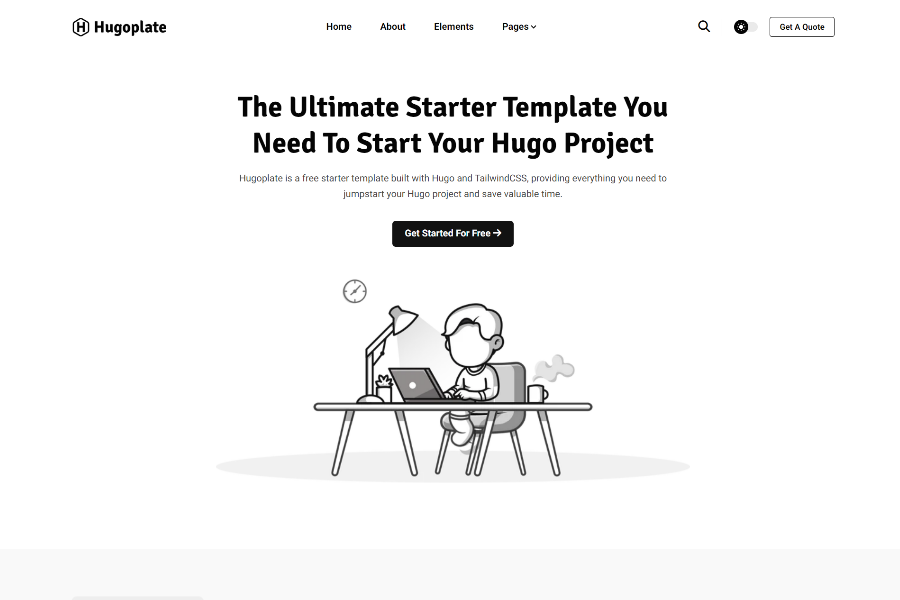 Hugoplate
Home
About
Elements
Pages
Get A Quote
The Ultimate Starter Template You
Need To Start Your Hugo Project
Hugoplate is a free starter template built with Hugo and TailwindCSS, providing everything you need to
jumpstart your Hugo project and save valuable time.
Get Started For Free